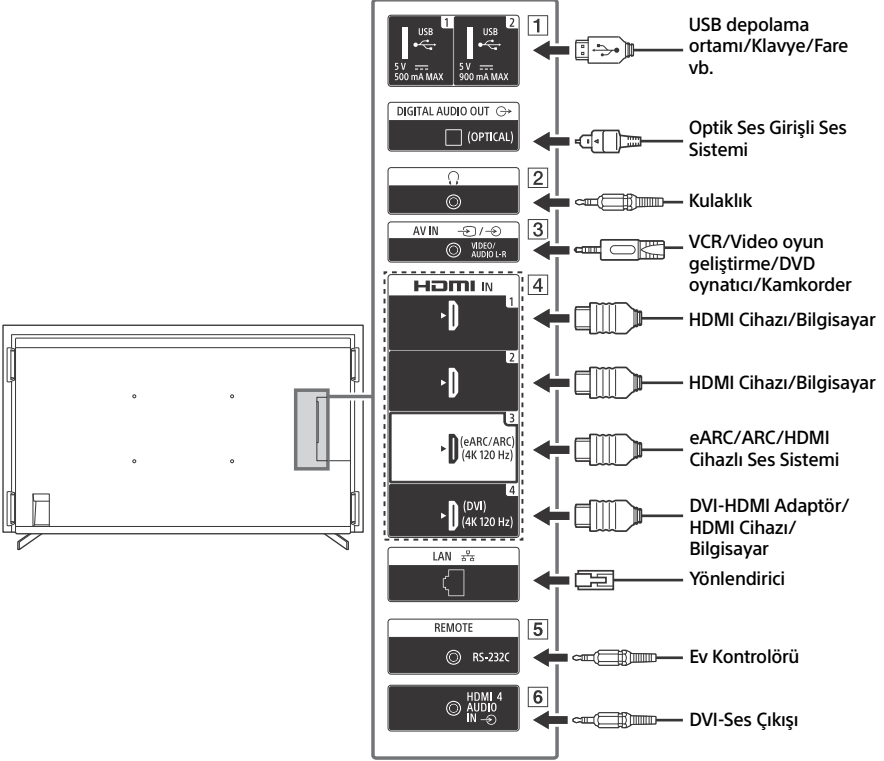 1
USB
5 V
500 mA MAX
2
USB
5 V
900 mA MAX
1
USB depolama
ortamı/Klavye/Fare
vb.
DIGITAL AUDIO OUT
(OPTICAL)
Optik Ses Girişli Ses
Sistemi
2
Kulaklık
AV IN
/
VIDEO/
AUDIO L-R
3
VCR/Video oyun
geliştirme/DVD
oynatıcı/Kamkorder
HDMI IN
4
1
HDMI Cihazı/Bilgisayar
2
HDMI Cihazı/Bilgisayar
3
(eARC/ARC)
(4K 120 Hz)
eARC/ARC/HDMI
Cihazlı Ses Sistemi
4
(DVI)
(4K 120 Hz)
DVI-HDMI Adaptör/
HDMI Cihazı/
Bilgisayar
LAN
Yönlendirici
REMOTE
RS-232C
5
Ev Kontrolörü
HDMI 4
AUDIO
IN
6
DVI-Ses Çıkışı